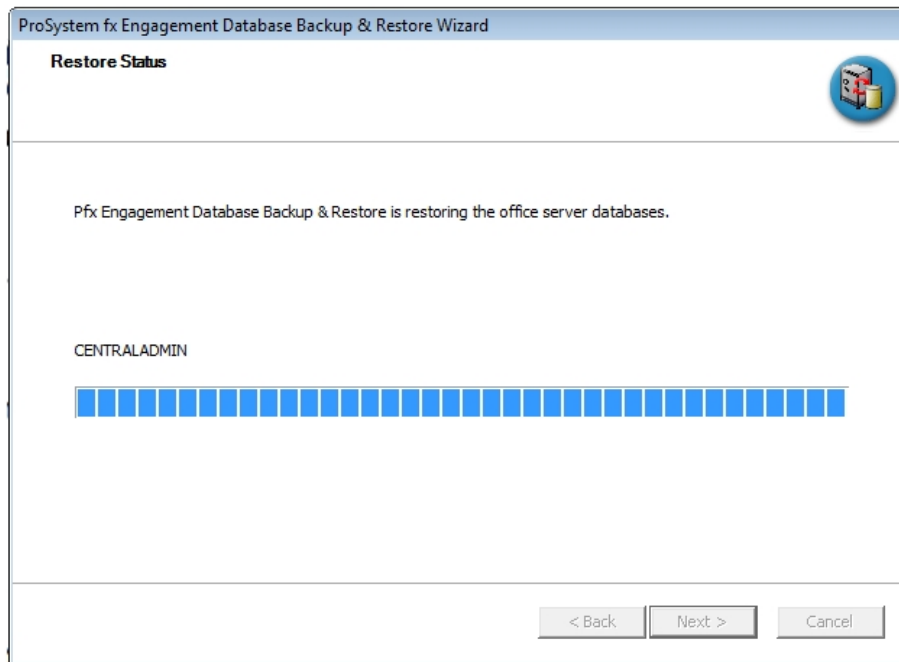 ProSystem fx Engagement Database Backup & Restore Wizard
Restore Status
Pfx Engagement Database Backup & Restore is restoring the office server databases.
CENTRALADMIN
< Back Next > Cancel